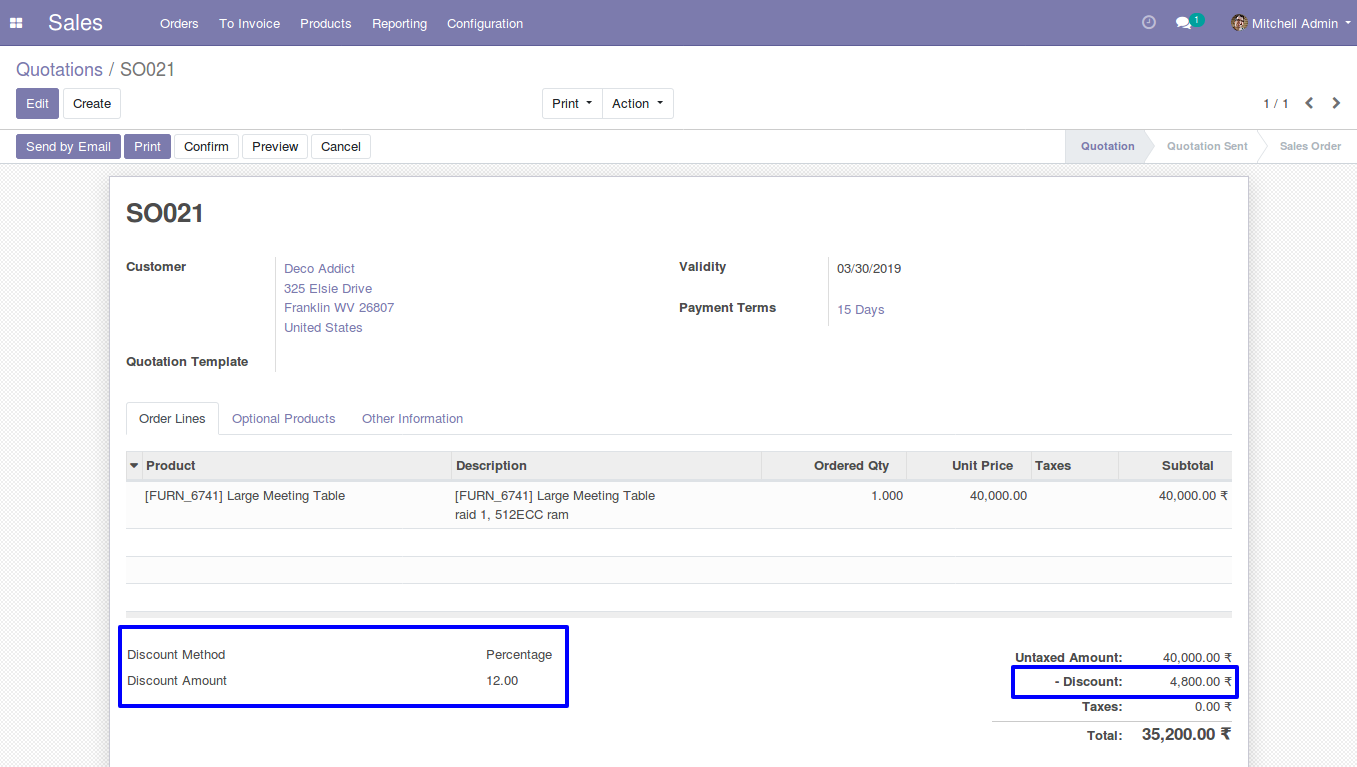 Sales Orders To Invoice Products Reporting Configuration 1 Mitchell Admin
Quotations / SO021
Edit Create Print Action 1 / 1
Send by Email Print Confirm Preview Cancel Quotation Quotation Sent Sales Order
SO021
Customer Deco Addict Validity 03/30/2019
325 Elsie Drive
Franklin WV 26807 Payment Terms 15 Days
United States
Quotation Template
Order Lines Optional Products Other Information
Product Description Ordered Qty Unit Price Taxes Subtotal
[FURN_6741] Large Meeting Table [FURN_6741] Large Meeting Table 1.000 40,000.00 40,000.00 ₹
raid 1, 512ECC ram
Discount Method Percentage Untaxed Amount: 40,000.00 ₹
Discount Amount 12.00 - Discount: 4,800.00 ₹
Taxes: 0.00 ₹
Total: 35,200.00 ₹